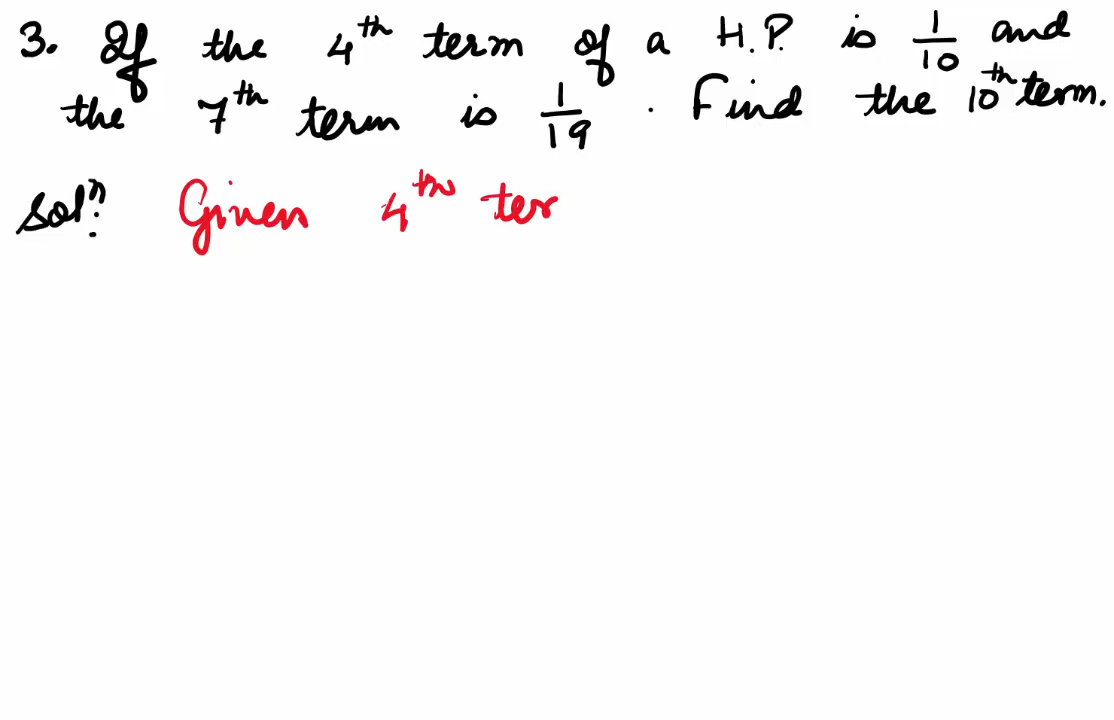 3. If the 4th term of a H.P. is 1/10 and
the 7th term is 1/19 . Find the 10th term.
Solⁿ: Given 4th ter